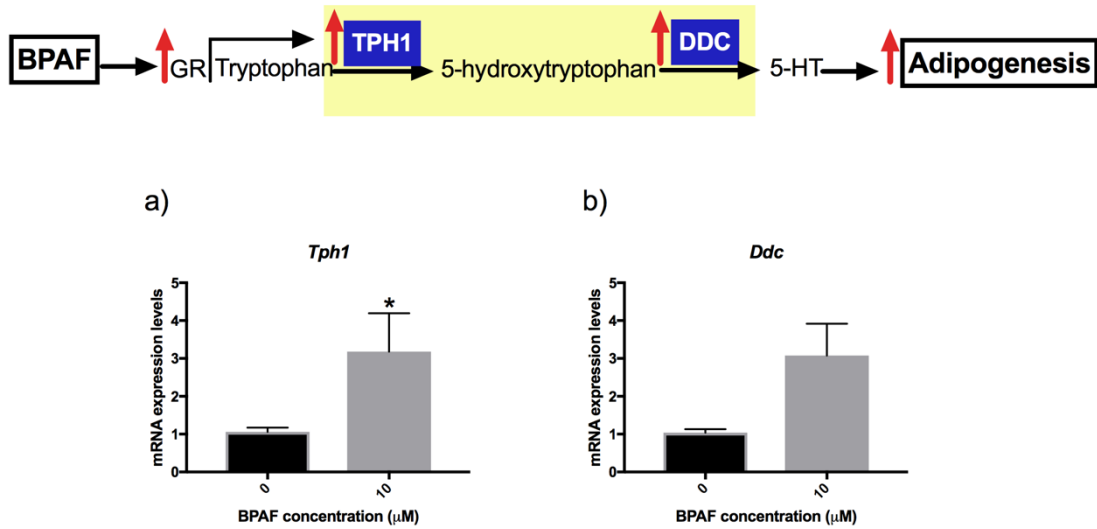 BPAF GR Tryptophan TPH1 5-hydroxytryptophan DDC 5-HT Adipogenesis
a)
Tph1
mRNA expression levels
5
4
3
2
1
0
*
0
10
BPAF concentration (μM)
b)
Ddc
mRNA expression levels
5
4
3
2
1
0
0
10
BPAF concentration (μM)